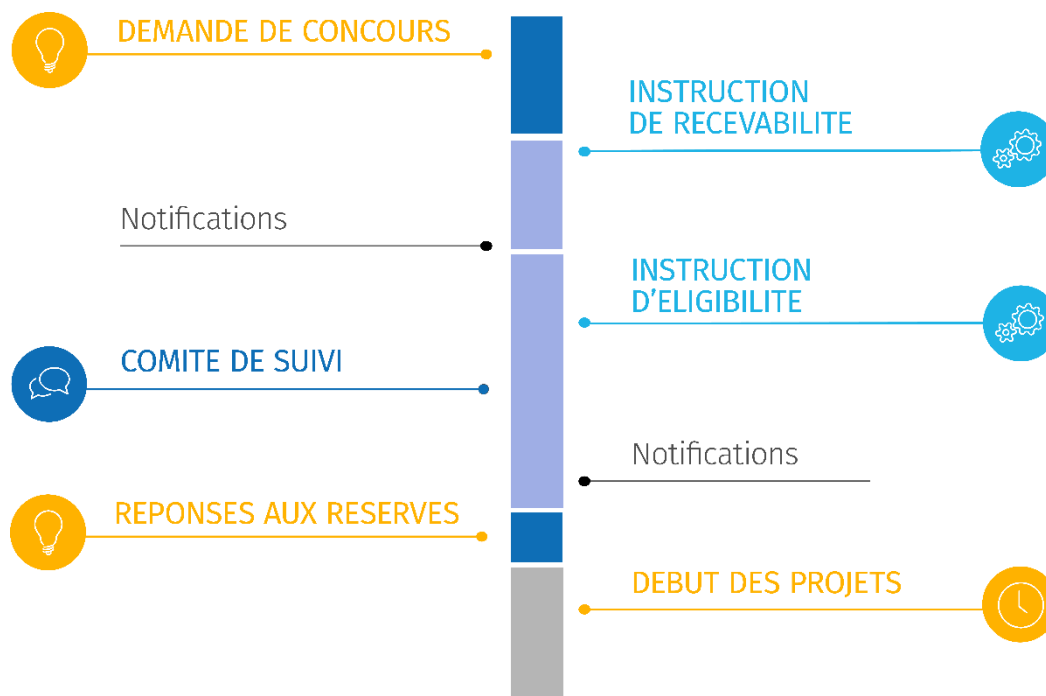 DEMANDE DE CONCOURS
INSTRUCTION
DE RECEVABILITE
Notifications
INSTRUCTION
D'ELIGIBILITE
COMITE DE SUIVI
Notifications
REPONSES AUX RESERVES
DEBUT DES PROJETS